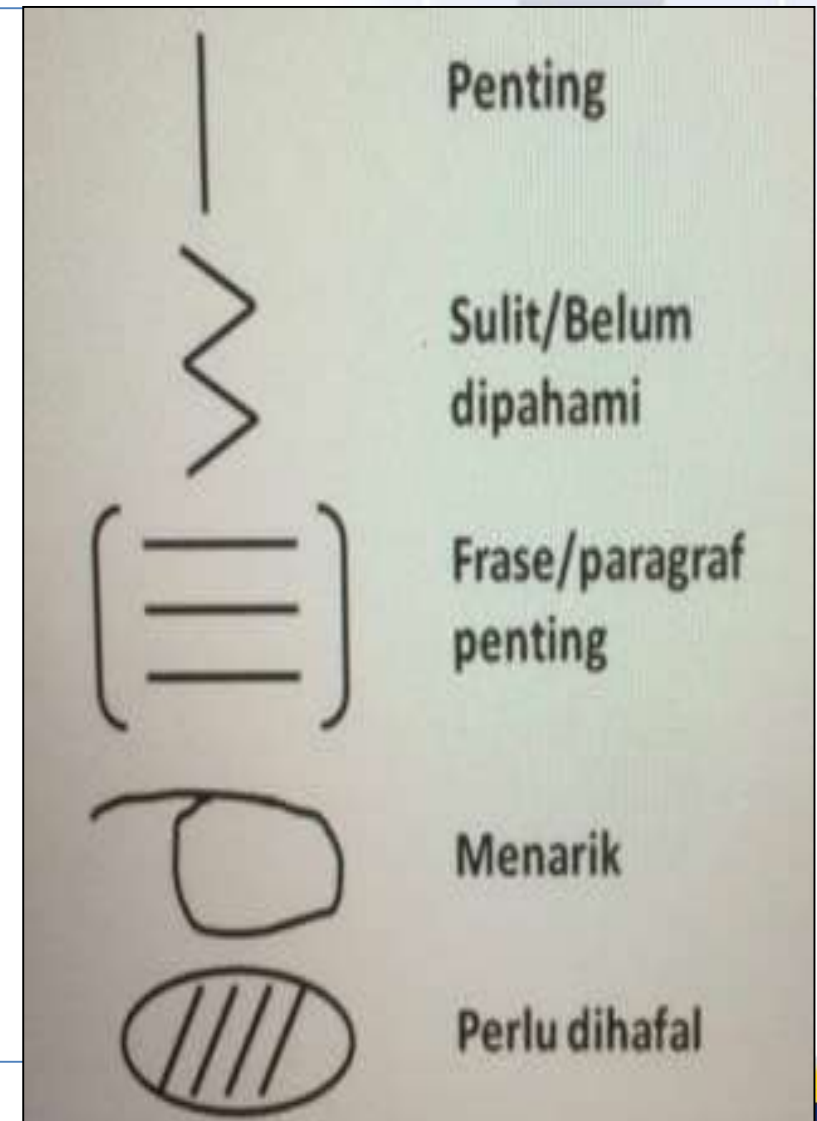 Penting
Sulit/Belum
dipahami
Frase/paragraf
penting
Menarik
Perlu dihafal